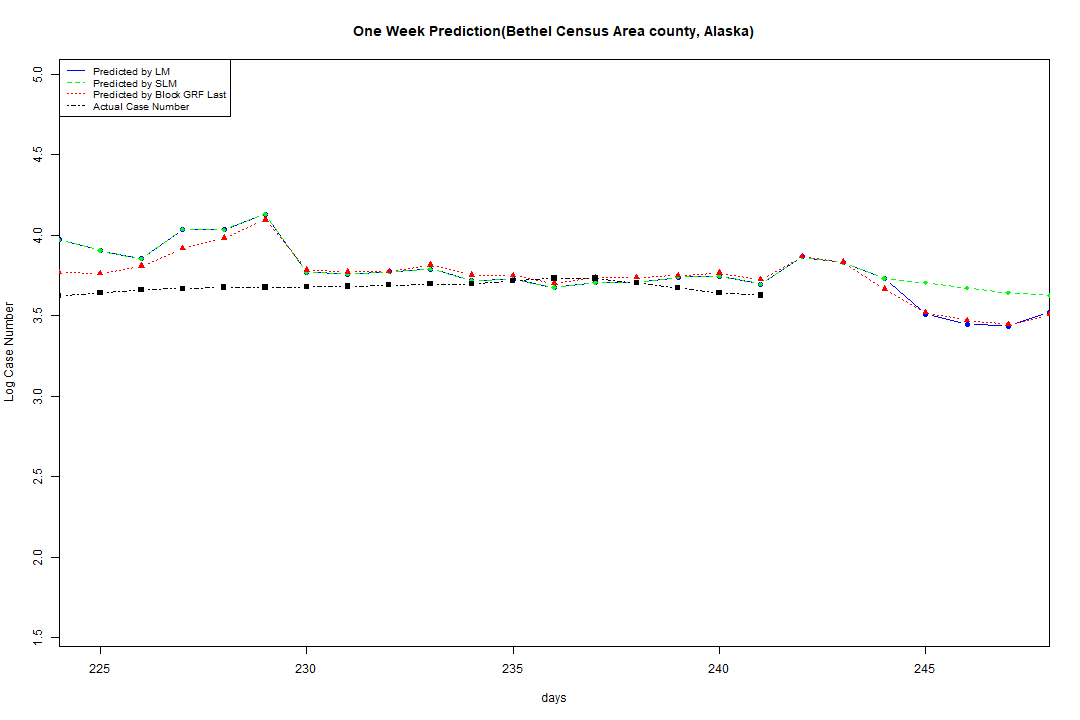 One Week Prediction(Bethel Census Area county, Alaska)
Predicted by LM
Predicted by SLM
Predicted by Block GRF Last
Actual Case Number
5.0
4.5
4.0
3.5
3.0
2.5
2.0
1.5
Log Case Number
225 230 235 240 245
days